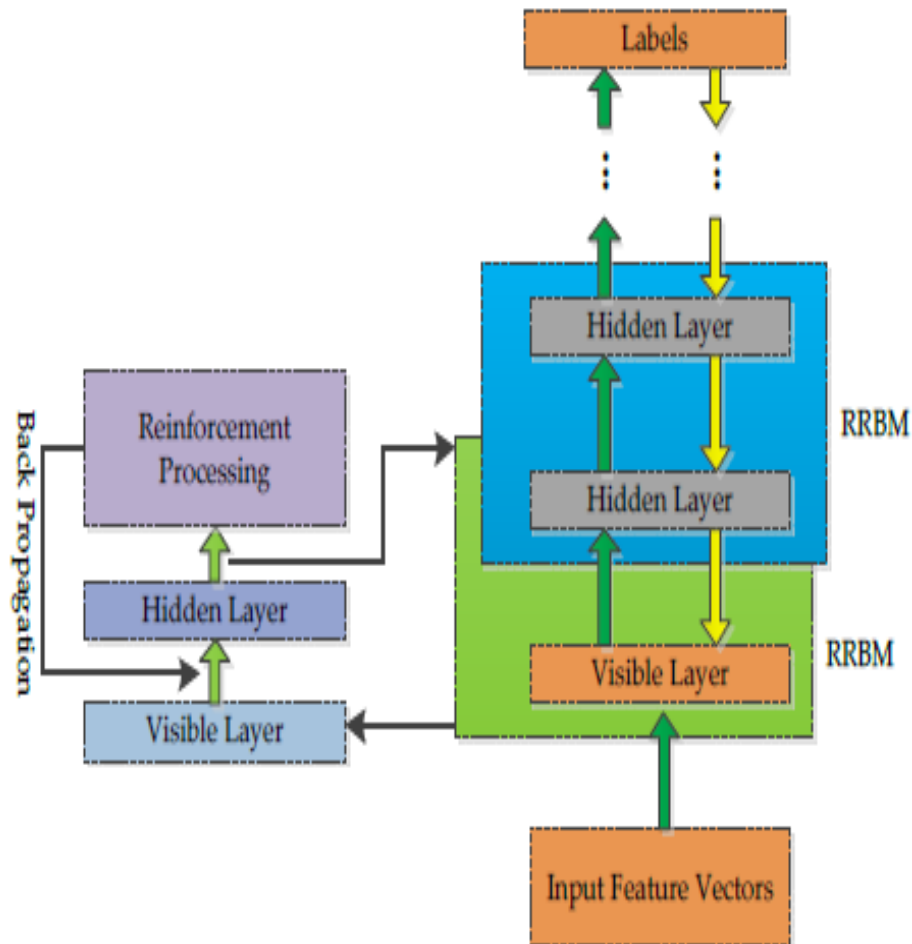 Labels
...
...
Hidden Layer
RRBM
Hidden Layer
Reinforcement
Processing
Back Propagation
Hidden Layer
Visible Layer
RRBM
Visible Layer
Input Feature Vectors